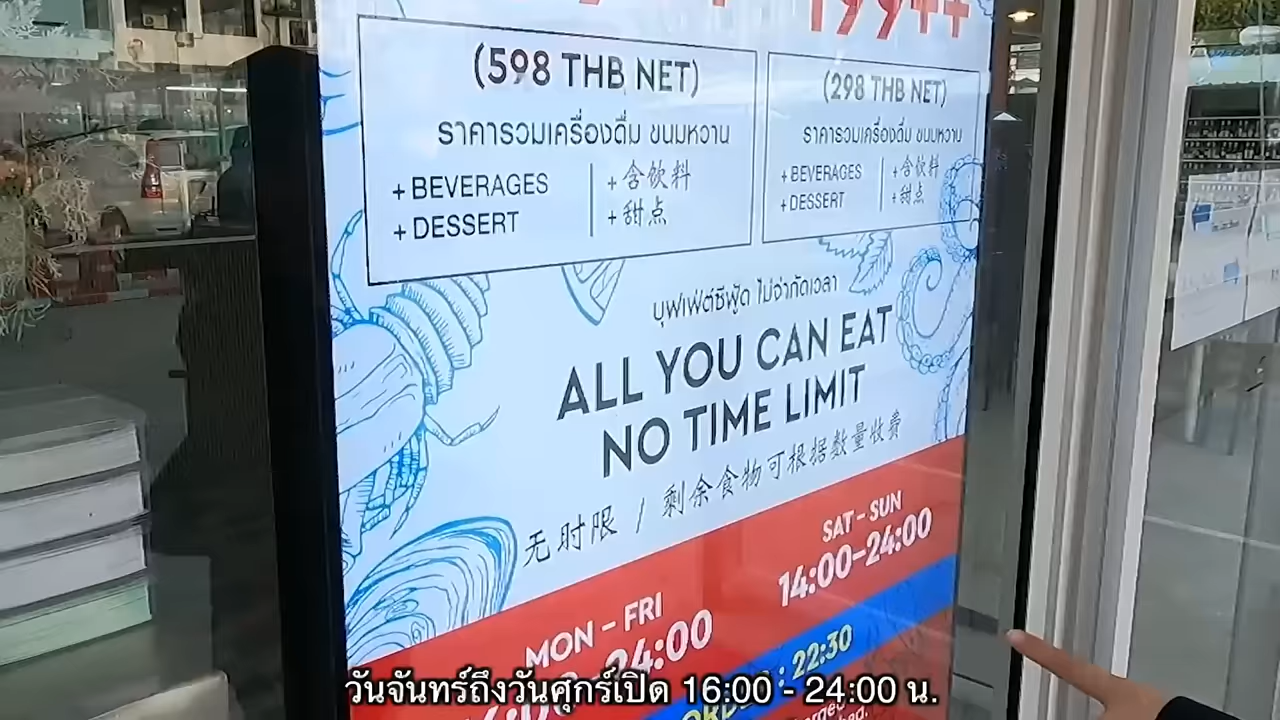 199++
(598 THB NET)
ราคารวมเครื่องดื่ม ขนมหวาน
+ BEVERAGES
+ DESSERT
+ 含饮料
+ 甜点
(298 THB NET)
ราคารวมเครื่องดื่ม ขนมหวาน
+ BEVERAGES
+ DESSERT
+ 含饮料
+ 甜点
บุฟเฟ่ต์ซีฟู้ด ไม่จำกัดเวลา
ALL YOU CAN EAT
NO TIME LIMIT
无时限 / 剩余食物可根据数量收费
SAT - SUN
14:00-24:00
MON - FRI
24:00
: 22:30
วันจันทร์ถึงวันศุกร์เปิด 16:00 - 24:00 น.